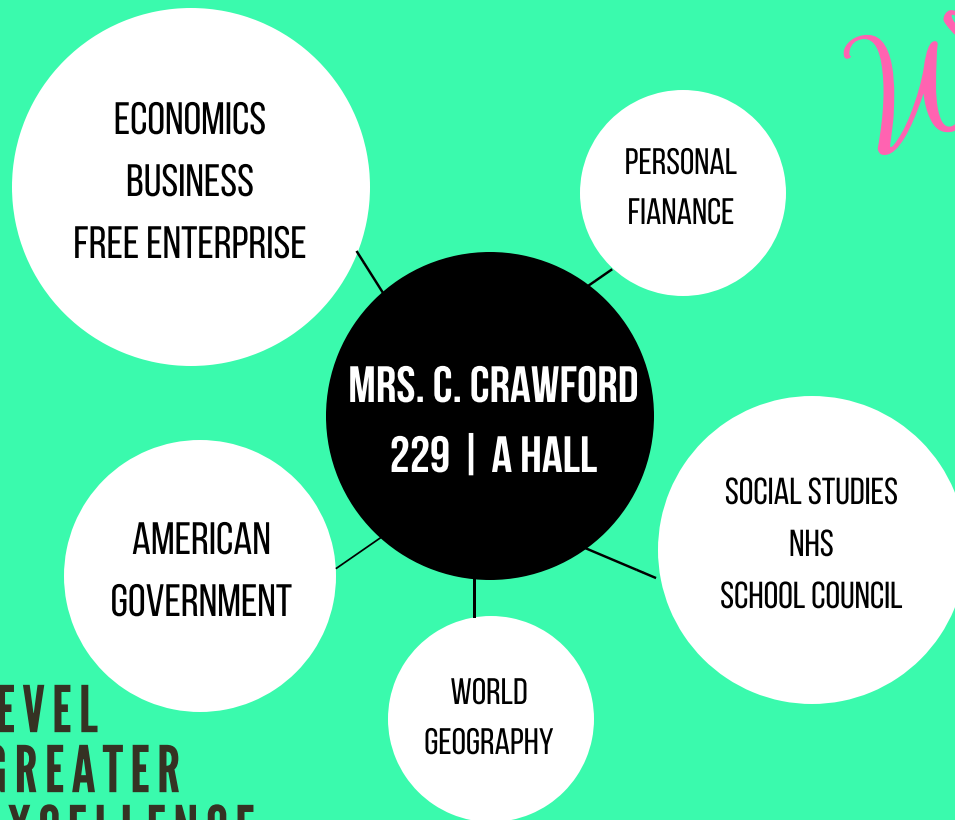 ECONOMICS
BUSINESS
FREE ENTERPRISE
PERSONAL
FIANANCE
MRS. C. CRAWFORD
229 | A HALL
SOCIAL STUDIES
NHS
SCHOOL COUNCIL
AMERICAN
GOVERNMENT
WORLD
GEOGRAPHY
EVEL
GREATER